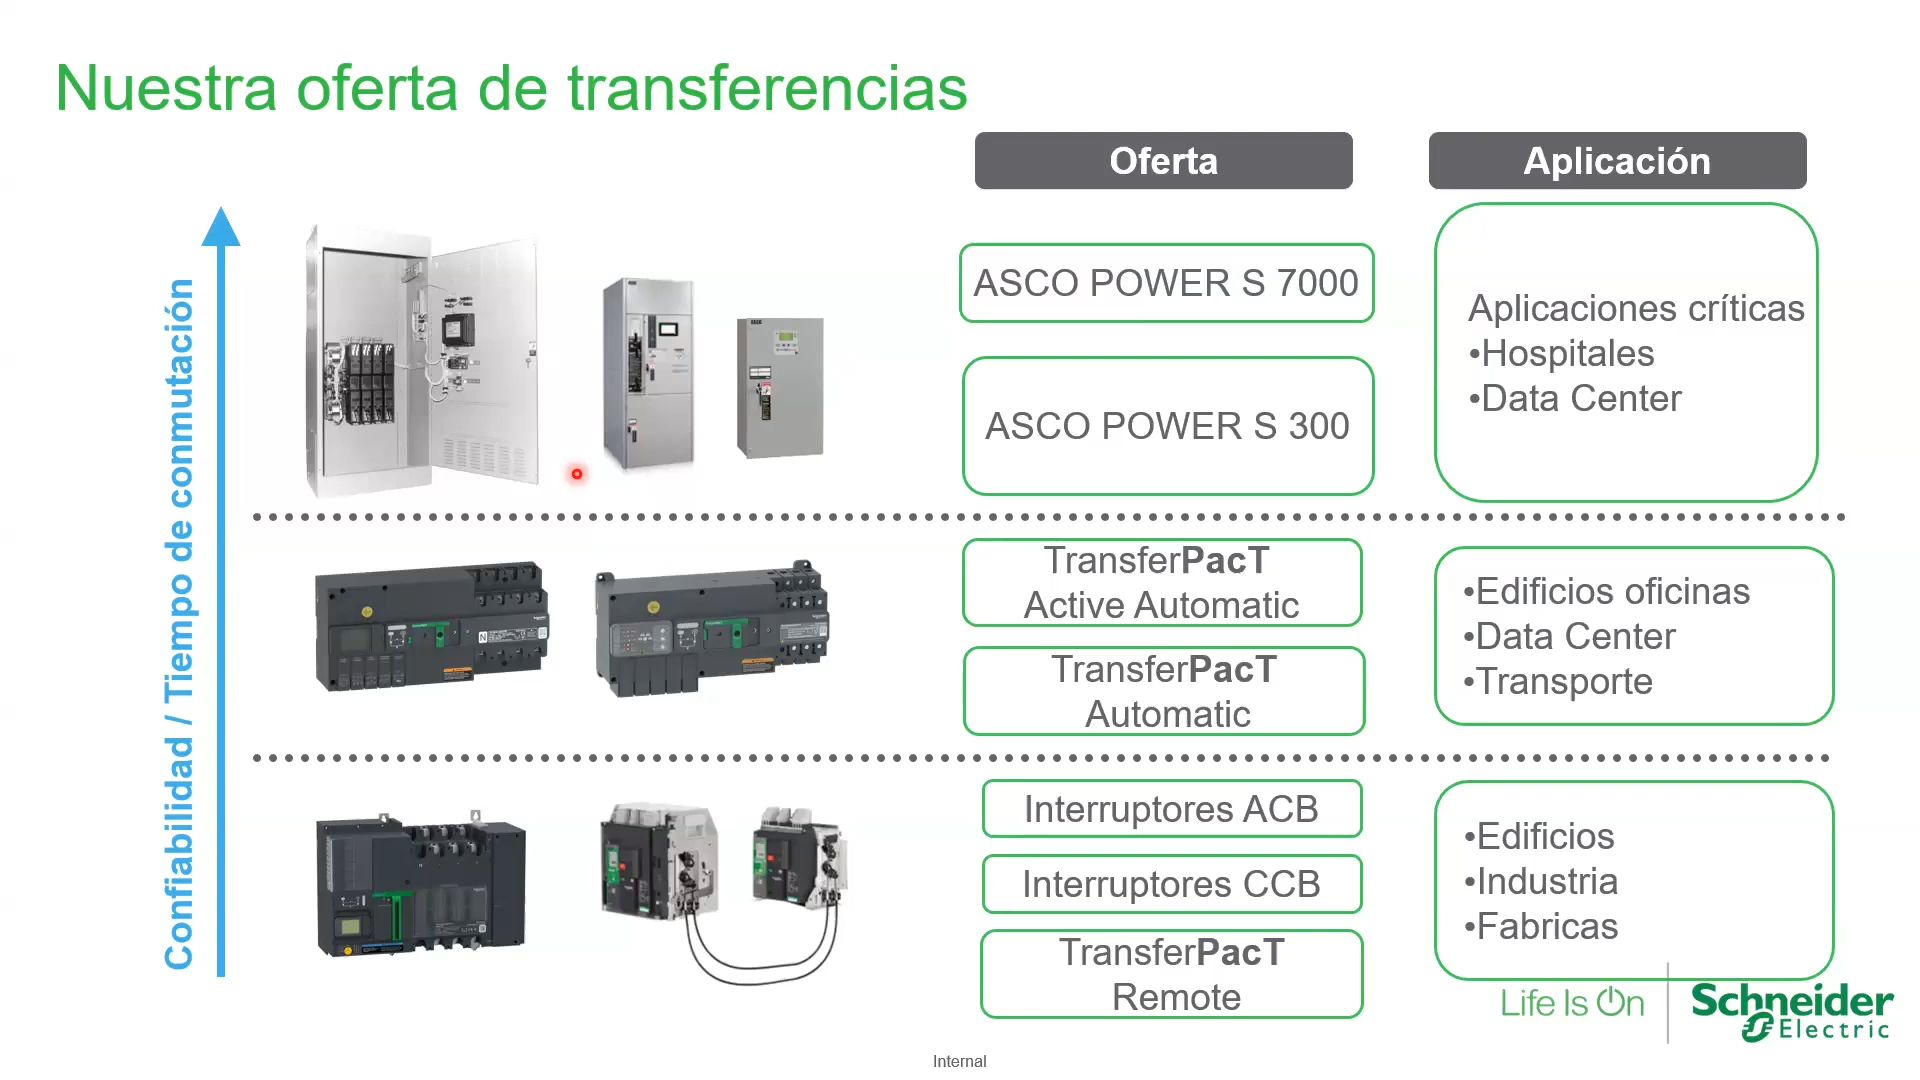 Nuestra oferta de transferencias
Oferta
Aplicación
Confiabilidad / Tiempo de conmutación
ASCO POWER S 7000
ASCO POWER S 300
Aplicaciones críticas
•Hospitales
•Data Center
TransferPacT
Active Automatic
TransferPacT
Automatic
•Edificios oficinas
•Data Center
•Transporte
Interruptores ACB
Interruptores CCB
TransferPacT
Remote
•Edificios
•Industria
•Fabricas
Life Is On
Schneider
Electric
Internal